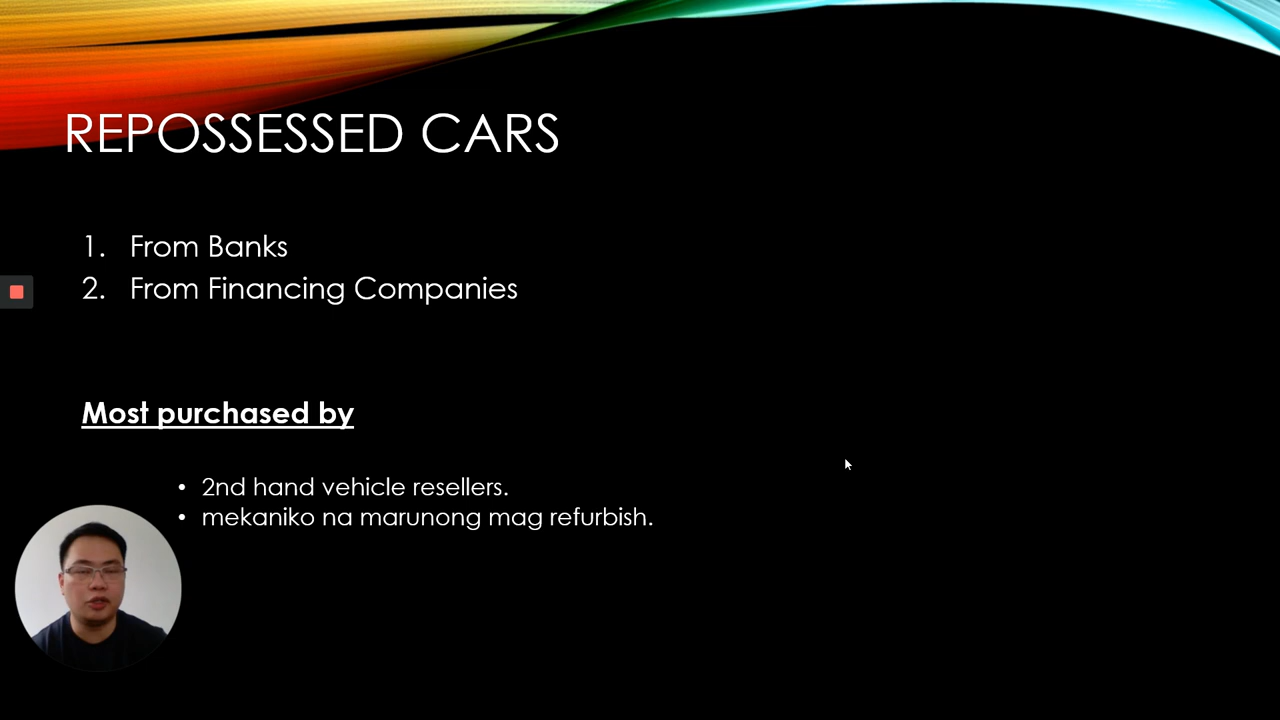 REPOSSESSED CARS
1. From Banks
2. From Financing Companies
Most purchased by
• 2nd hand vehicle resellers.
• mekaniko na marunong mag refurbish.